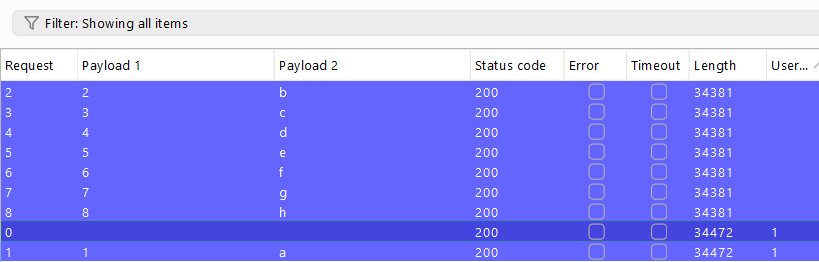 Filter: Showing all items
Request Payload 1 Payload 2 Status code Error Timeout Length User...
2 2 b 200 34381
3 3 c 200 34381
4 4 d 200 34381
5 5 e 200 34381
6 6 f 200 34381
7 7 g 200 34381
8 8 h 200 34381
0 200 34472 1
1 1 a 200 34472 1